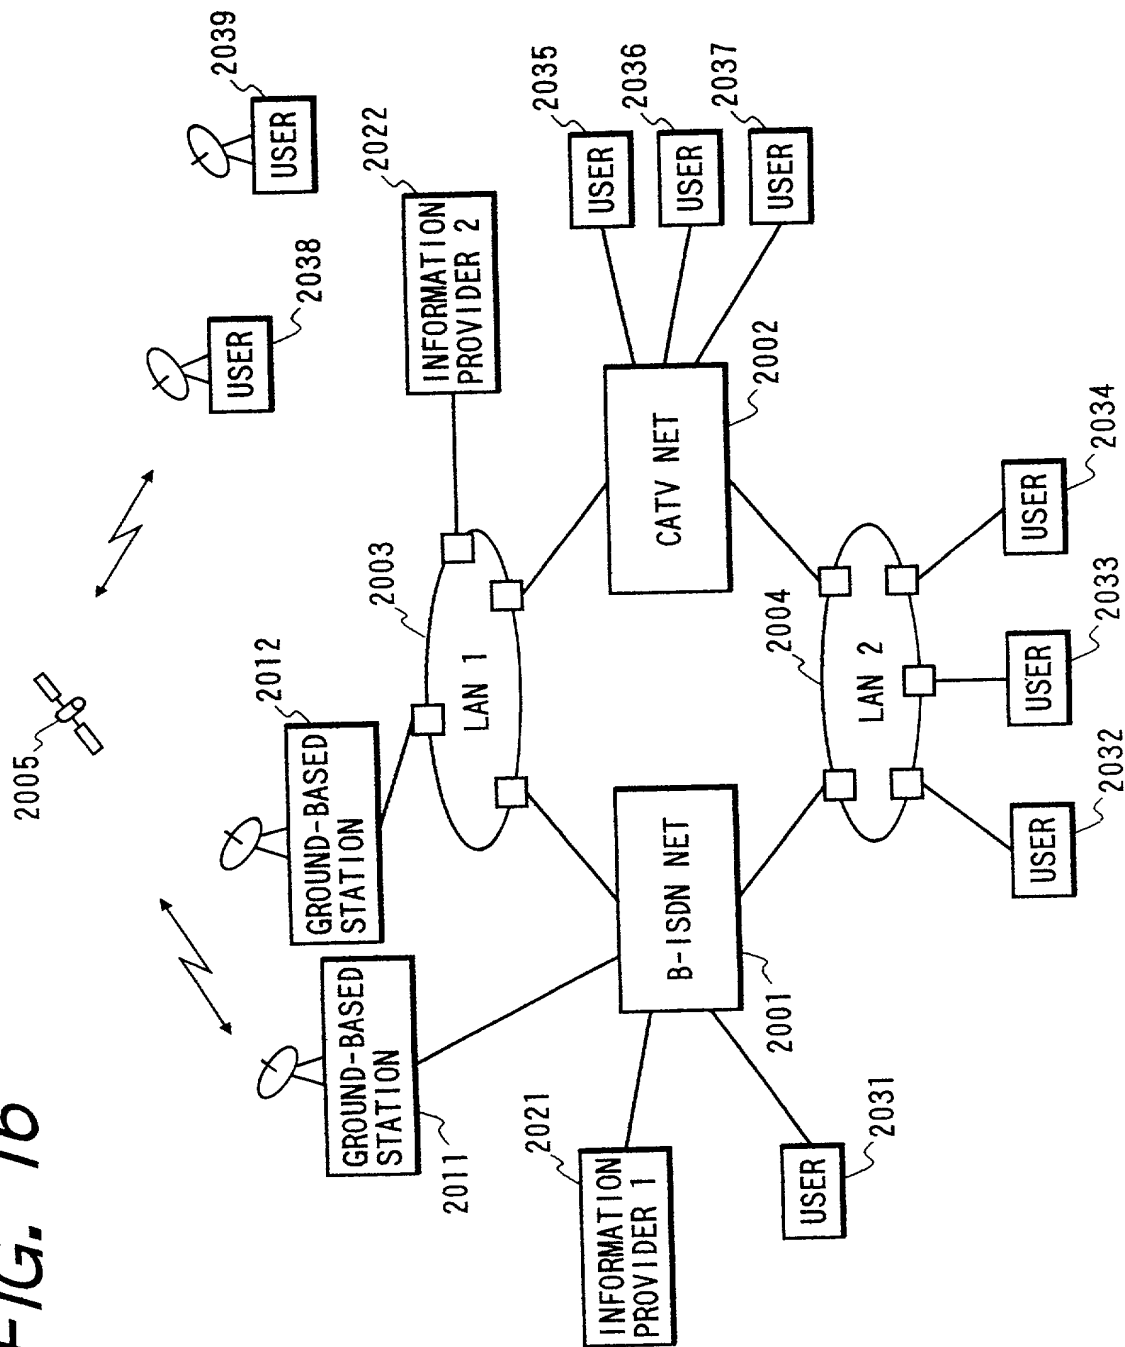 FIG. 16
2005
2039
USER
2038
USER
2012
GROUND-BASED
STATION
GROUND-BASED
STATION
2011
2022
INFORMATION
PROVIDER 2
2003
LAN 1
2021
INFORMATION
PROVIDER 1
B-ISDN NET
2001
CATV NET
2002
USER
2035
USER
2036
USER
2037
USER
2031
2004
LAN 2
USER
2032
USER
2033
USER
2034